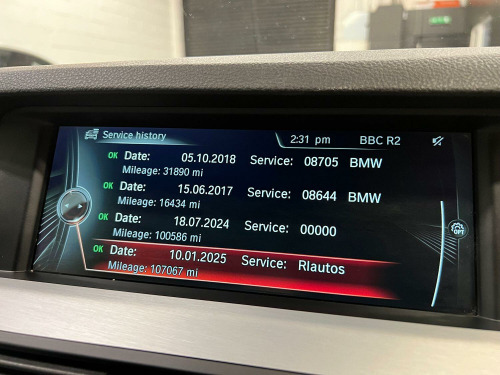 Service history 2:31 pm BBC R2
OK Date: 05.10.2018 Service: 08705 BMW
Mileage: 31890 mi
OK Date: 15.06.2017 Service: 08644 BMW
Mileage: 16434 mi
OK Date: 18.07.2024 Service: 00000
Mileage: 100586 mi
OK Date: 10.01.2025 Service: RIautos
Mileage: 107067 mi
OPT